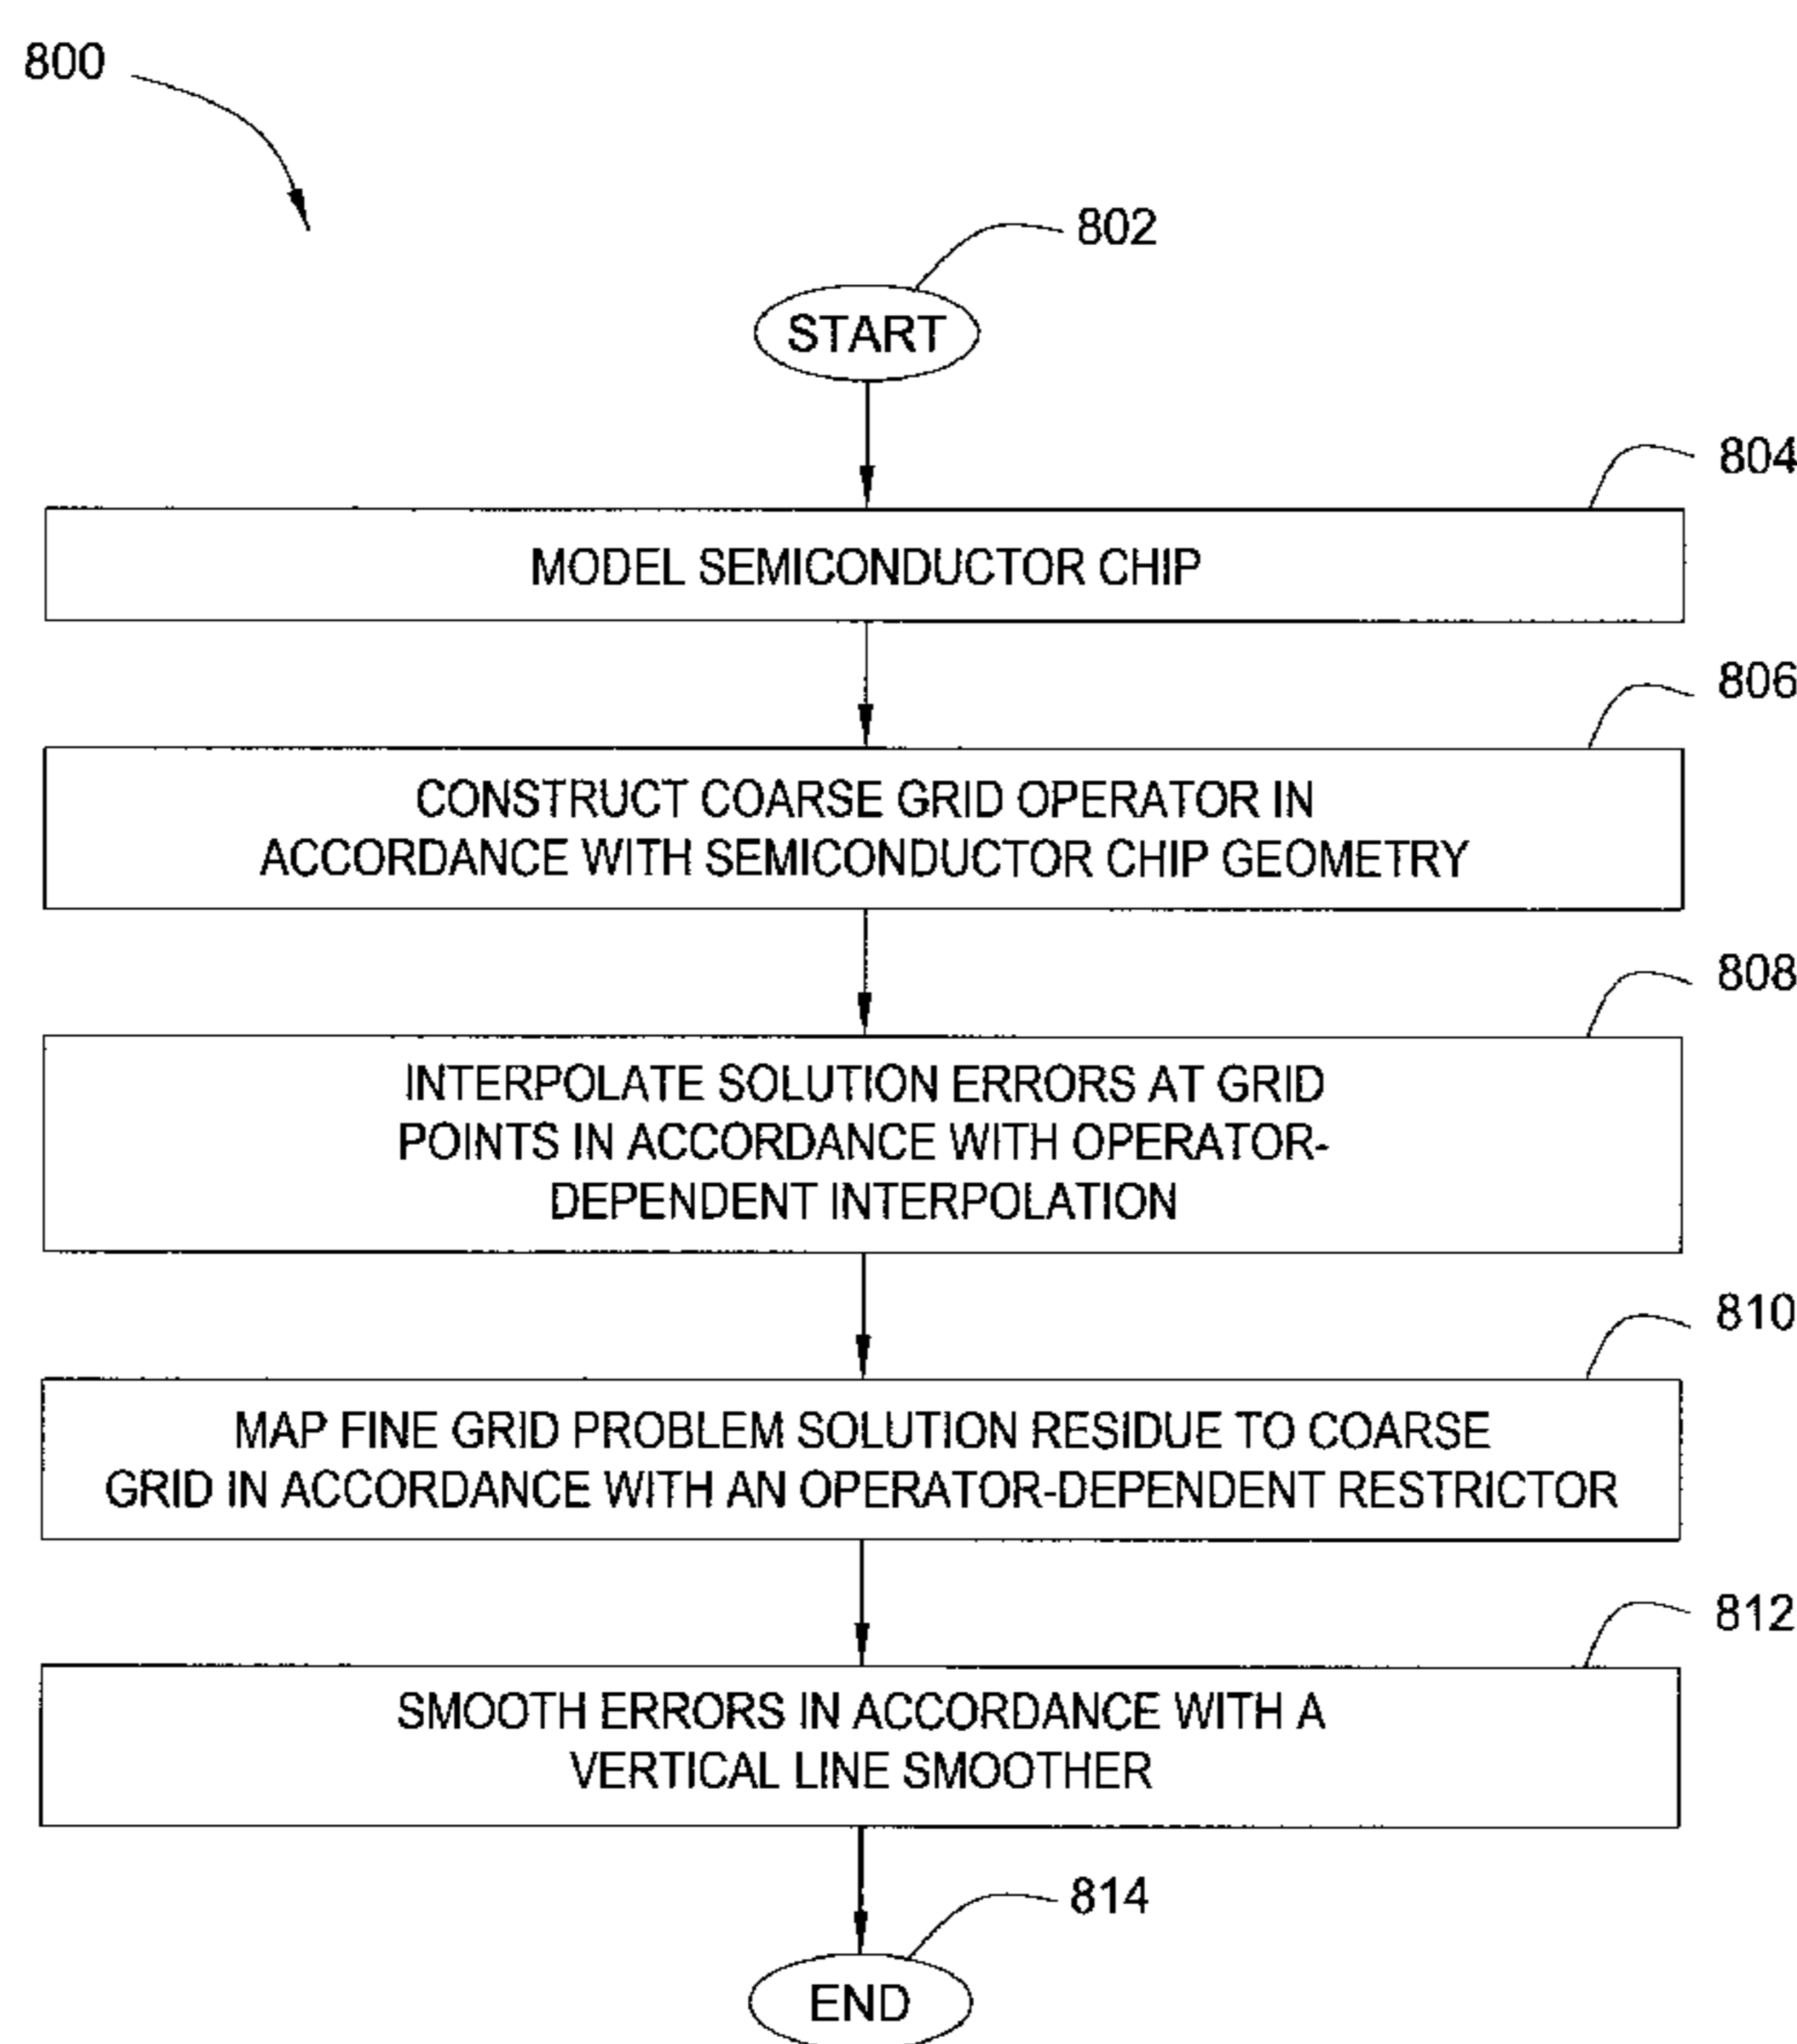 800
802
START
804
MODEL SEMICONDUCTOR CHIP
806
CONSTRUCT COARSE GRID OPERATOR IN
ACCORDANCE WITH SEMICONDUCTOR CHIP GEOMETRY
808
INTERPOLATE SOLUTION ERRORS AT GRID
POINTS IN ACCORDANCE WITH OPERATOR-
DEPENDENT INTERPOLATION
810
MAP FINE GRID PROBLEM SOLUTION RESIDUE TO COARSE
GRID IN ACCORDANCE WITH AN OPERATOR-DEPENDENT RESTRICTOR
812
SMOOTH ERRORS IN ACCORDANCE WITH A
VERTICAL LINE SMOOTHER
814
END